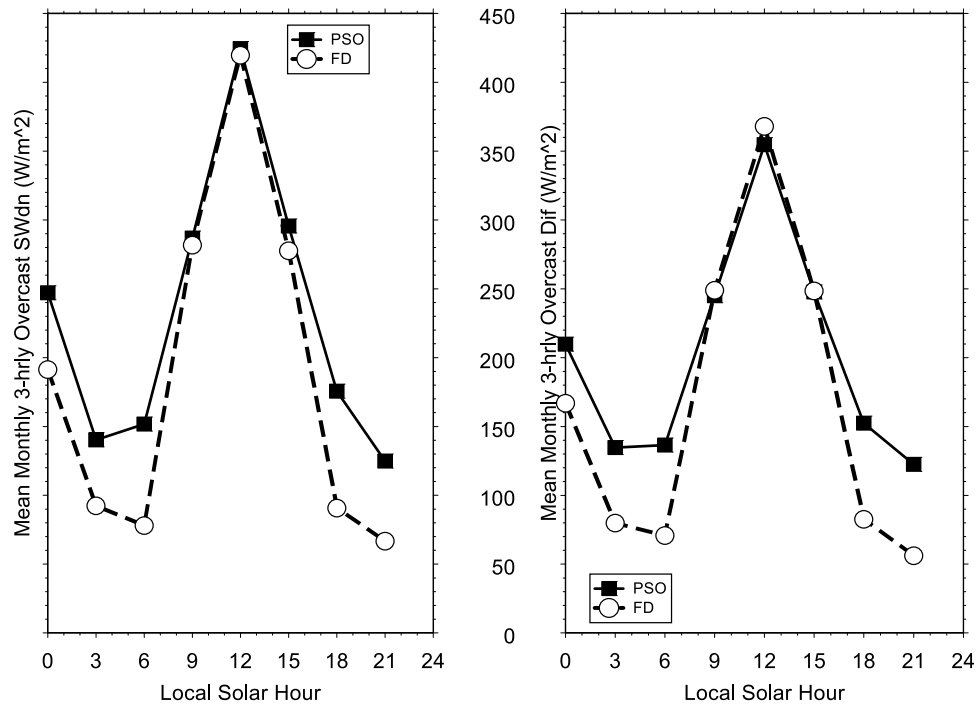 Mean Monthly 3-hrly Overcast SWdn (W/m^2)
PSO
FD
0 3 6 9 12 15 18 21 24
Local Solar Hour
450
400
350
300
250
200
150
100
50
0
Mean Monthly 3-hrly Overcast Dif (W/m^2)
PSO
FD
0 3 6 9 12 15 18 21 24
Local Solar Hour